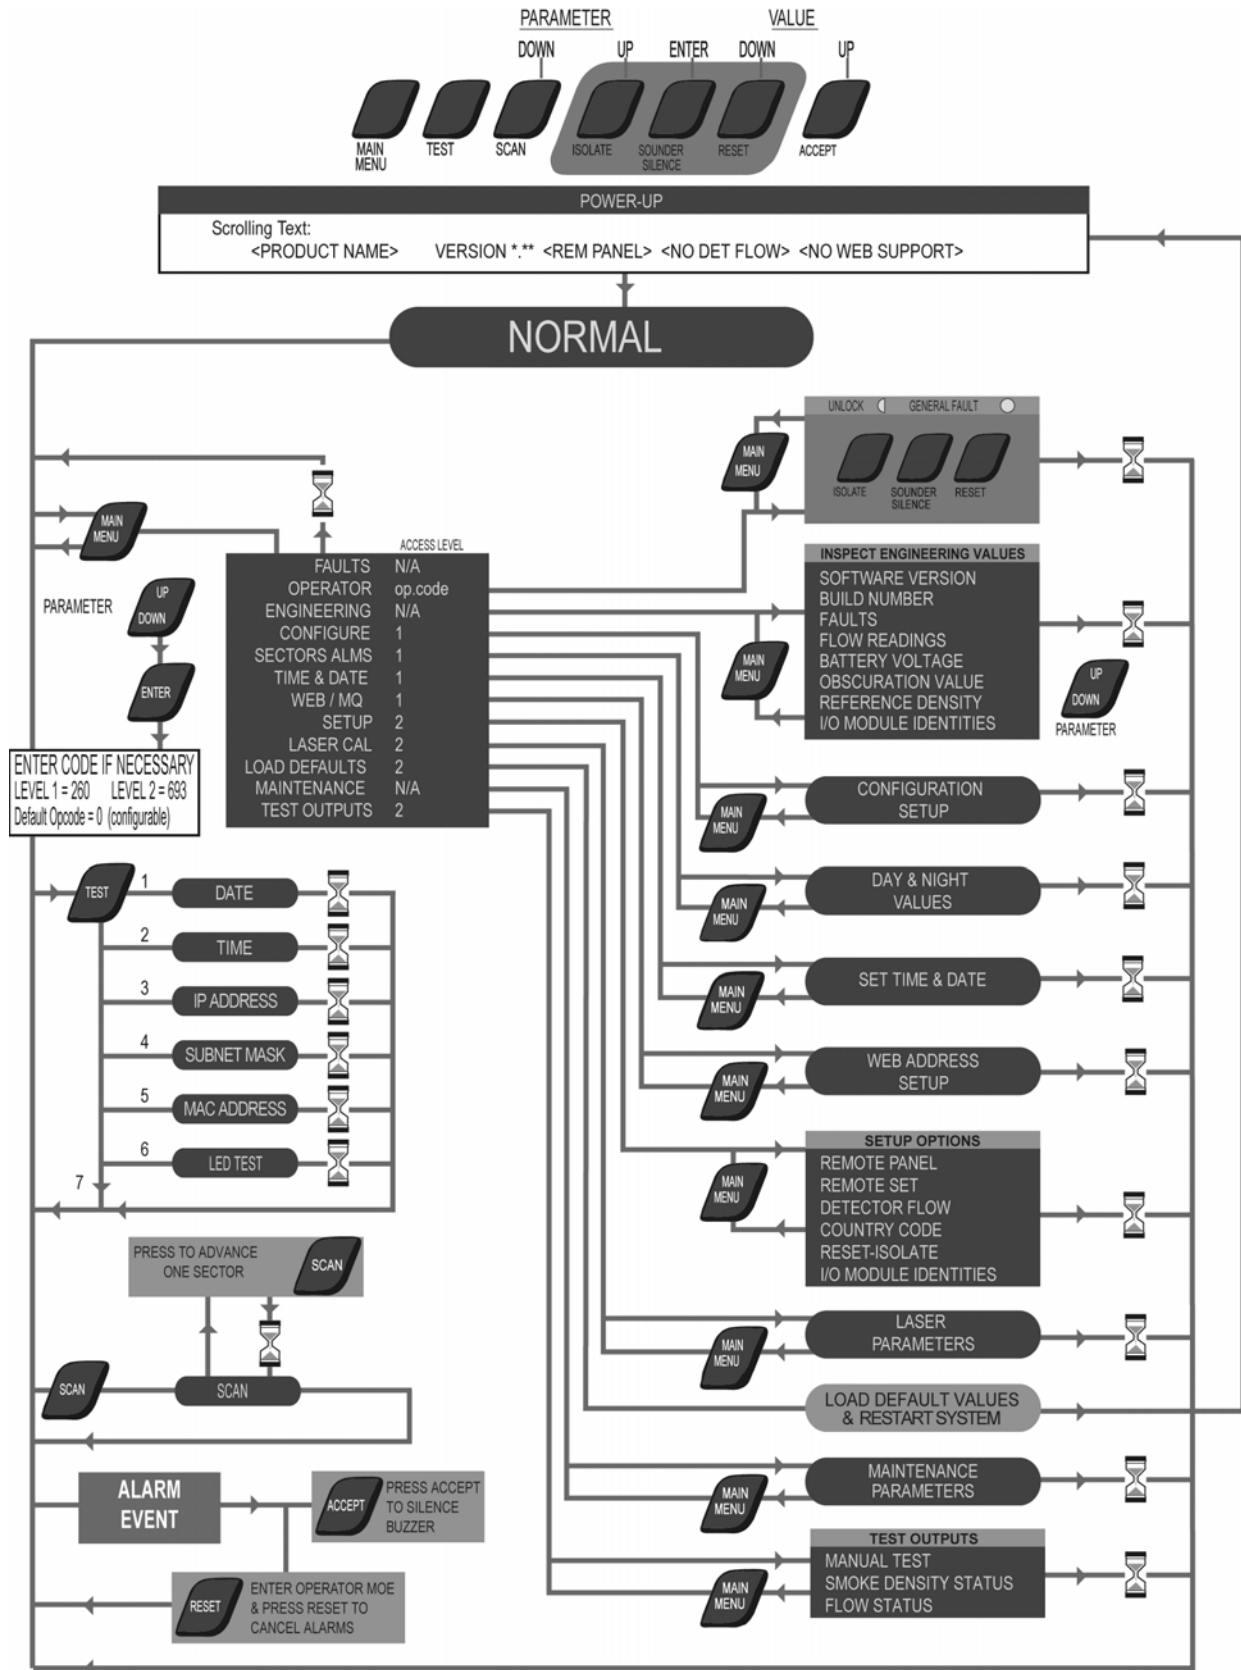 PARAMETER VALUE
DOWN UP ENTER DOWN UP
MAIN MENU TEST SCAN ISOLATE SOUNDER SILENCE RESET ACCEPT
POWER-UP
Scrolling Text:
<PRODUCT NAME> VERSION *.** <REM PANEL> <NO DET FLOW> <NO WEB SUPPORT>
NORMAL
UNLOCK GENERAL FAULT
MAIN MENU
ISOLATE SOUNDER SILENCE RESET
MAIN MENU
ACCESS LEVEL
FAULTS N/A
OPERATOR op.code
ENGINEERING N/A
CONFIGURE 1
SECTORS ALMS 1
TIME & DATE 1
WEB / MQ 1
SETUP 2
LASER CAL 2
LOAD DEFAULTS 2
MAINTENANCE N/A
TEST OUTPUTS 2
PARAMETER
UP
DOWN
ENTER
ENTER CODE IF NECESSARY
LEVEL 1 = 260 LEVEL 2 = 693
Default Opcode = 0 (configurable)
INSPECT ENGINEERING VALUES
SOFTWARE VERSION
BUILD NUMBER
FAULTS
FLOW READINGS
BATTERY VOLTAGE
OBSCURATION VALUE
REFERENCE DENSITY
I/O MODULE IDENTITIES
MAIN MENU
UP
DOWN
PARAMETER
CONFIGURATION
SETUP
MAIN MENU
DAY & NIGHT
VALUES
MAIN MENU
SET TIME & DATE
MAIN MENU
WEB ADDRESS
SETUP
MAIN MENU
SETUP OPTIONS
REMOTE PANEL
REMOTE SET
DETECTOR FLOW
COUNTRY CODE
RESET-ISOLATE
I/O MODULE IDENTITIES
MAIN MENU
LASER
PARAMETERS
MAIN MENU
LOAD DEFAULT VALUES
& RESTART SYSTEM
MAINTENANCE
PARAMETERS
MAIN MENU
TEST OUTPUTS
MANUAL TEST
SMOKE DENSITY STATUS
FLOW STATUS
MAIN MENU
TEST
1 DATE
2 TIME
3 IP ADDRESS
4 SUBNET MASK
5 MAC ADDRESS
6 LED TEST
7
PRESS TO ADVANCE
ONE SECTOR
SCAN
SCAN
SCAN
ALARM
EVENT
ACCEPT
PRESS ACCEPT
TO SILENCE
BUZZER
RESET
ENTER OPERATOR MOE
& PRESS RESET TO
CANCEL ALARMS